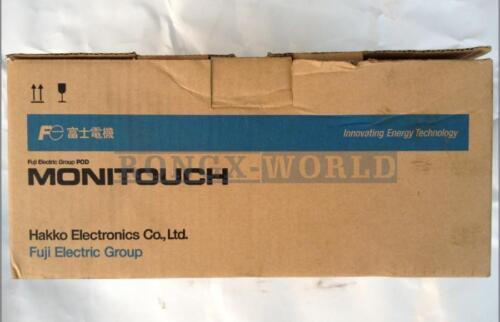 Fe 富士電機
Innovating Energy Technology
Fuji Electric Group POD
RONGX-WORLD
MONITOUCH
Hakko Electronics Co., Ltd.
Fuji Electric Group